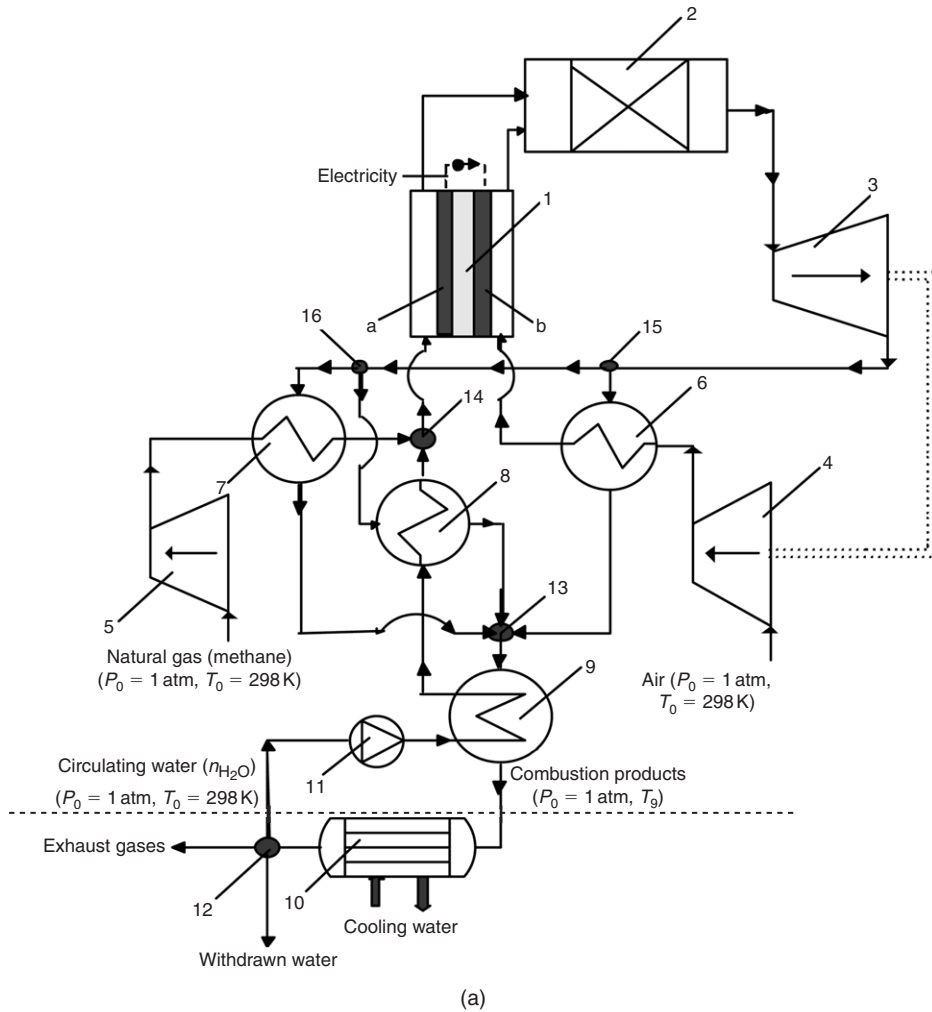 2
Electricity
1
3
a
b
16
15
14
6
7
8
4
5
13
Natural gas (methane)
(P₀ = 1 atm, T₀ = 298 K)
9
Air (P₀ = 1 atm,
T₀ = 298 K)
11
Circulating water (nH₂O)
(P₀ = 1 atm, T₀ = 298 K)
Combustion products
(P₀ = 1 atm, T₉)
Exhaust gases
12
10
Cooling water
Withdrawn water
(a)